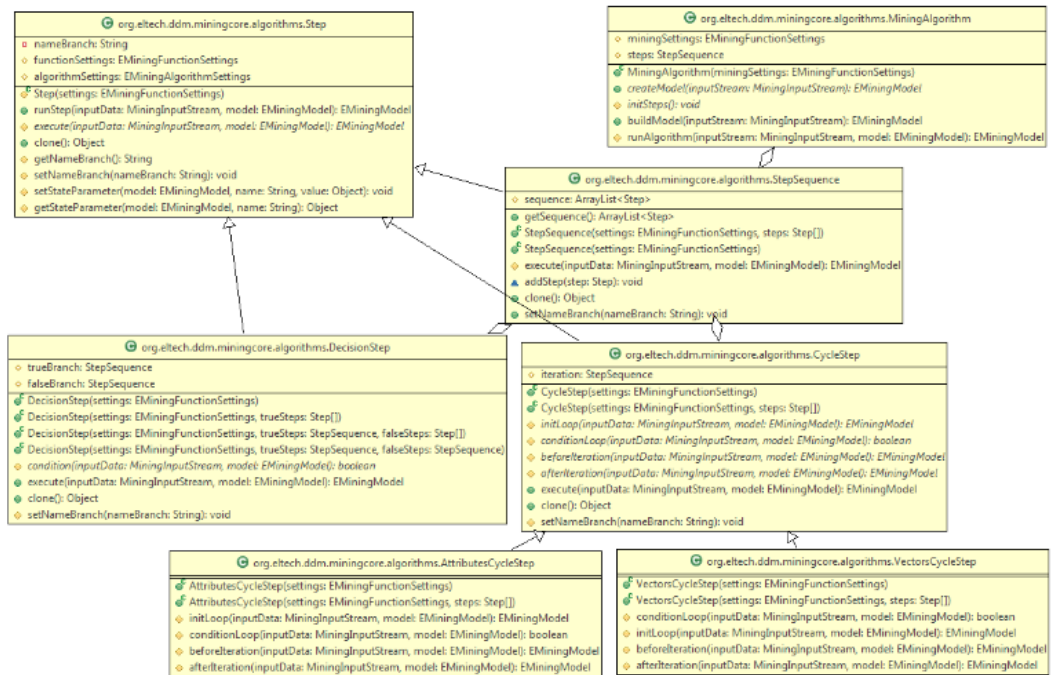 org.eltech.ddm.miningcore.algorithms.Step
nameBranch: String
functionSettings: EMiningFunctionSettings
algorithmSettings: EMiningAlgorithmSettings
Step(settings: EMiningFunctionSettings)
runStep(inputData: MiningInputStream, model: EMiningModel): EMiningModel
execute(inputData: MiningInputStream, model: EMiningModel): EMiningModel
clone(): Object
getNameBranch(): String
setNameBranch(nameBranch: String): void
setStateParameter(model: EMiningModel, name: String, value: Object): void
getStateParameter(model: EMiningModel, name: String): Object
org.eltech.ddm.miningcore.algorithms.MiningAlgorithm
miningSettings: EMiningFunctionSettings
steps: StepSequence
MiningAlgorithm(miningSettings: EMiningFunctionSettings)
createModel(inputStream: MiningInputStream): EMiningModel
initSteps(): void
buildModel(inputStream: MiningInputStream): EMiningModel
runAlgorithm(inputStream: MiningInputStream, model: EMiningModel): EMiningModel
org.eltech.ddm.miningcore.algorithms.StepSequence
sequence: ArrayList<Step>
getSequence(): ArrayList<Step>
StepSequence(settings: EMiningFunctionSettings, steps: Step[])
StepSequence(settings: EMiningFunctionSettings)
execute(inputData: MiningInputStream, model: EMiningModel): EMiningModel
addStep(step: Step): void
clone(): Object
setNameBranch(nameBranch: String): void
org.eltech.ddm.miningcore.algorithms.DecisionStep
trueBranch: StepSequence
falseBranch: StepSequence
DecisionStep(settings: EMiningFunctionSettings)
DecisionStep(settings: EMiningFunctionSettings, trueSteps: Step[])
DecisionStep(settings: EMiningFunctionSettings, trueSteps: StepSequence, falseSteps: Step[])
DecisionStep(settings: EMiningFunctionSettings, trueSteps: StepSequence, falseSteps: StepSequence)
condition(inputData: MiningInputStream, model: EMiningModel): boolean
execute(inputData: MiningInputStream, model: EMiningModel): EMiningModel
clone(): Object
setNameBranch(nameBranch: String): void
org.eltech.ddm.miningcore.algorithms.CycleStep
iteration: StepSequence
CycleStep(settings: EMiningFunctionSettings)
CycleStep(settings: EMiningFunctionSettings, steps: Step[])
initLoop(inputData: MiningInputStream, model: EMiningModel): EMiningModel
conditionLoop(inputData: MiningInputStream, model: EMiningModel): boolean
beforeIteration(inputData: MiningInputStream, model: EMiningModel): EMiningModel
afterIteration(inputData: MiningInputStream, model: EMiningModel): EMiningModel
execute(inputData: MiningInputStream, model: EMiningModel): EMiningModel
clone(): Object
setNameBranch(nameBranch: String): void
org.eltech.ddm.miningcore.algorithms.AttributesCycleStep
AttributesCycleStep(settings: EMiningFunctionSettings)
AttributesCycleStep(settings: EMiningFunctionSettings, steps: Step[])
initLoop(inputData: MiningInputStream, model: EMiningModel): EMiningModel
conditionLoop(inputData: MiningInputStream, model: EMiningModel): boolean
beforeIteration(inputData: MiningInputStream, model: EMiningModel): EMiningModel
afterIteration(inputData: MiningInputStream, model: EMiningModel): EMiningModel
org.eltech.ddm.miningcore.algorithms.VectorsCycleStep
VectorsCycleStep(settings: EMiningFunctionSettings)
VectorsCycleStep(settings: EMiningFunctionSettings, steps: Step[])
conditionLoop(inputData: MiningInputStream, model: EMiningModel): boolean
initLoop(inputData: MiningInputStream, model: EMiningModel): EMiningModel
beforeIteration(inputData: MiningInputStream, model: EMiningModel): EMiningModel
afterIteration(inputData: MiningInputStream, model: EMiningModel): EMiningModel